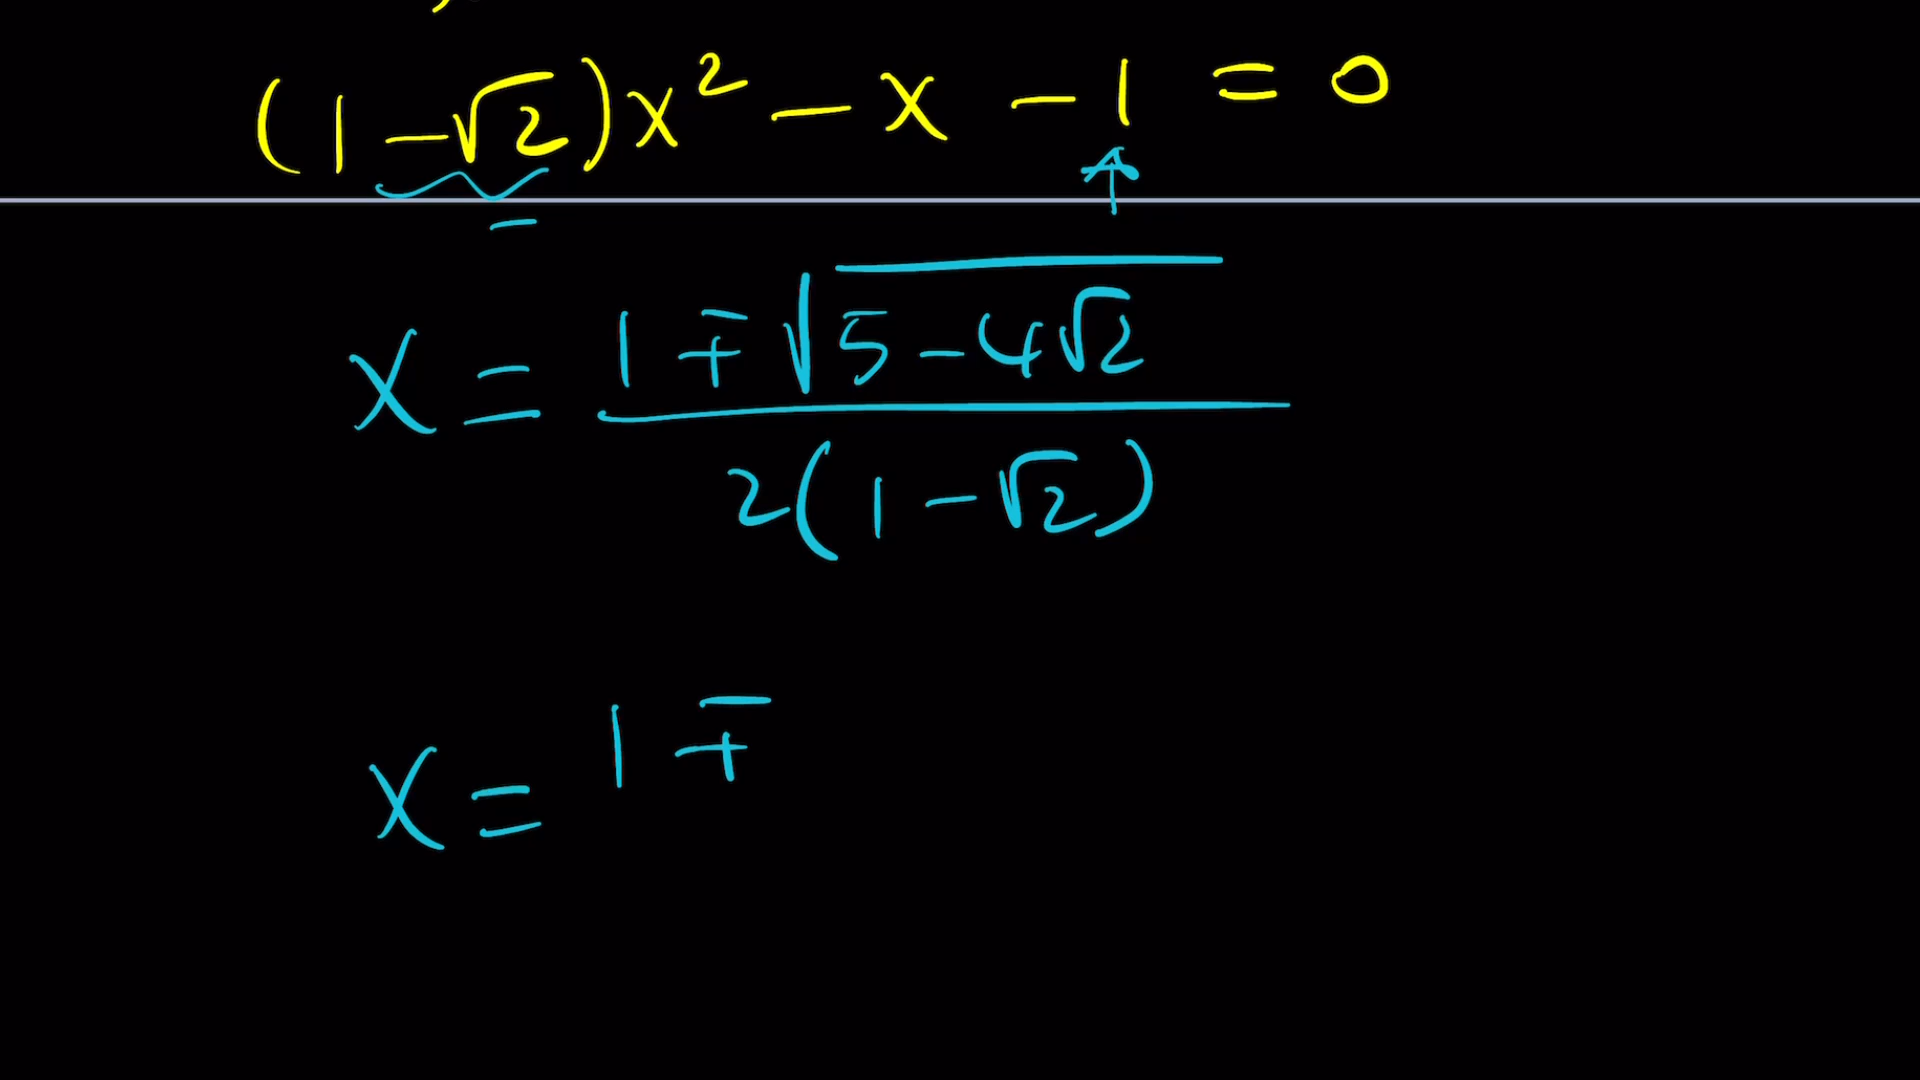 (1-√2)x² - x - 1 = 0
x = (1 ∓ √(5-4√2)) / (2(1-√2))
x = 1 ∓